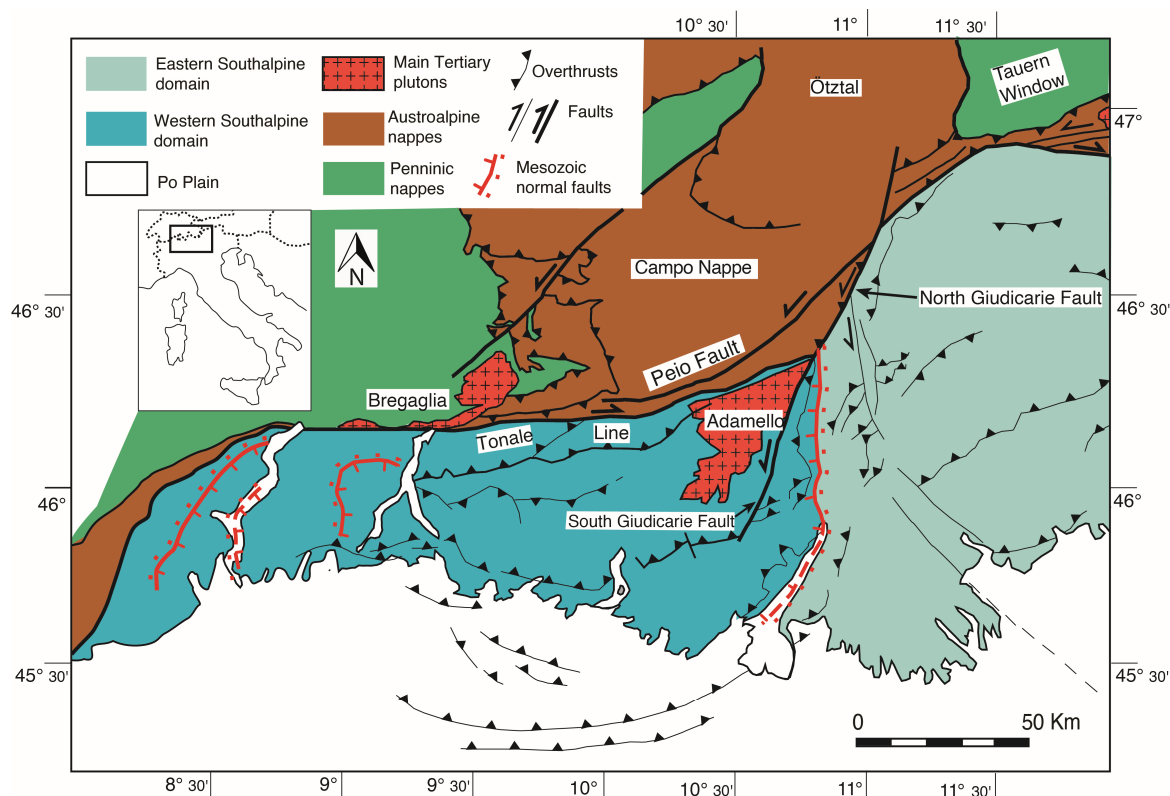 10° 30' 11° 11° 30'
Eastern Southalpine
domain
Western Southalpine
domain
Po Plain
Main Tertiary
plutons
Austroalpine
nappes
Penninic
nappes
Overthrusts
Faults
Mesozoic
normal faults
Ötztal
Tauern
Window
47°
N
Campo Nappe
46° 30'
North Giudicarie Fault
46° 30'
Peio Fault
Bregaglia
Adamello
Tonale Line
46°
South Giudicarie Fault
46°
45° 30'
45° 30'
0 50 Km
8° 30' 9° 9° 30' 10° 10° 30' 11° 11° 30'